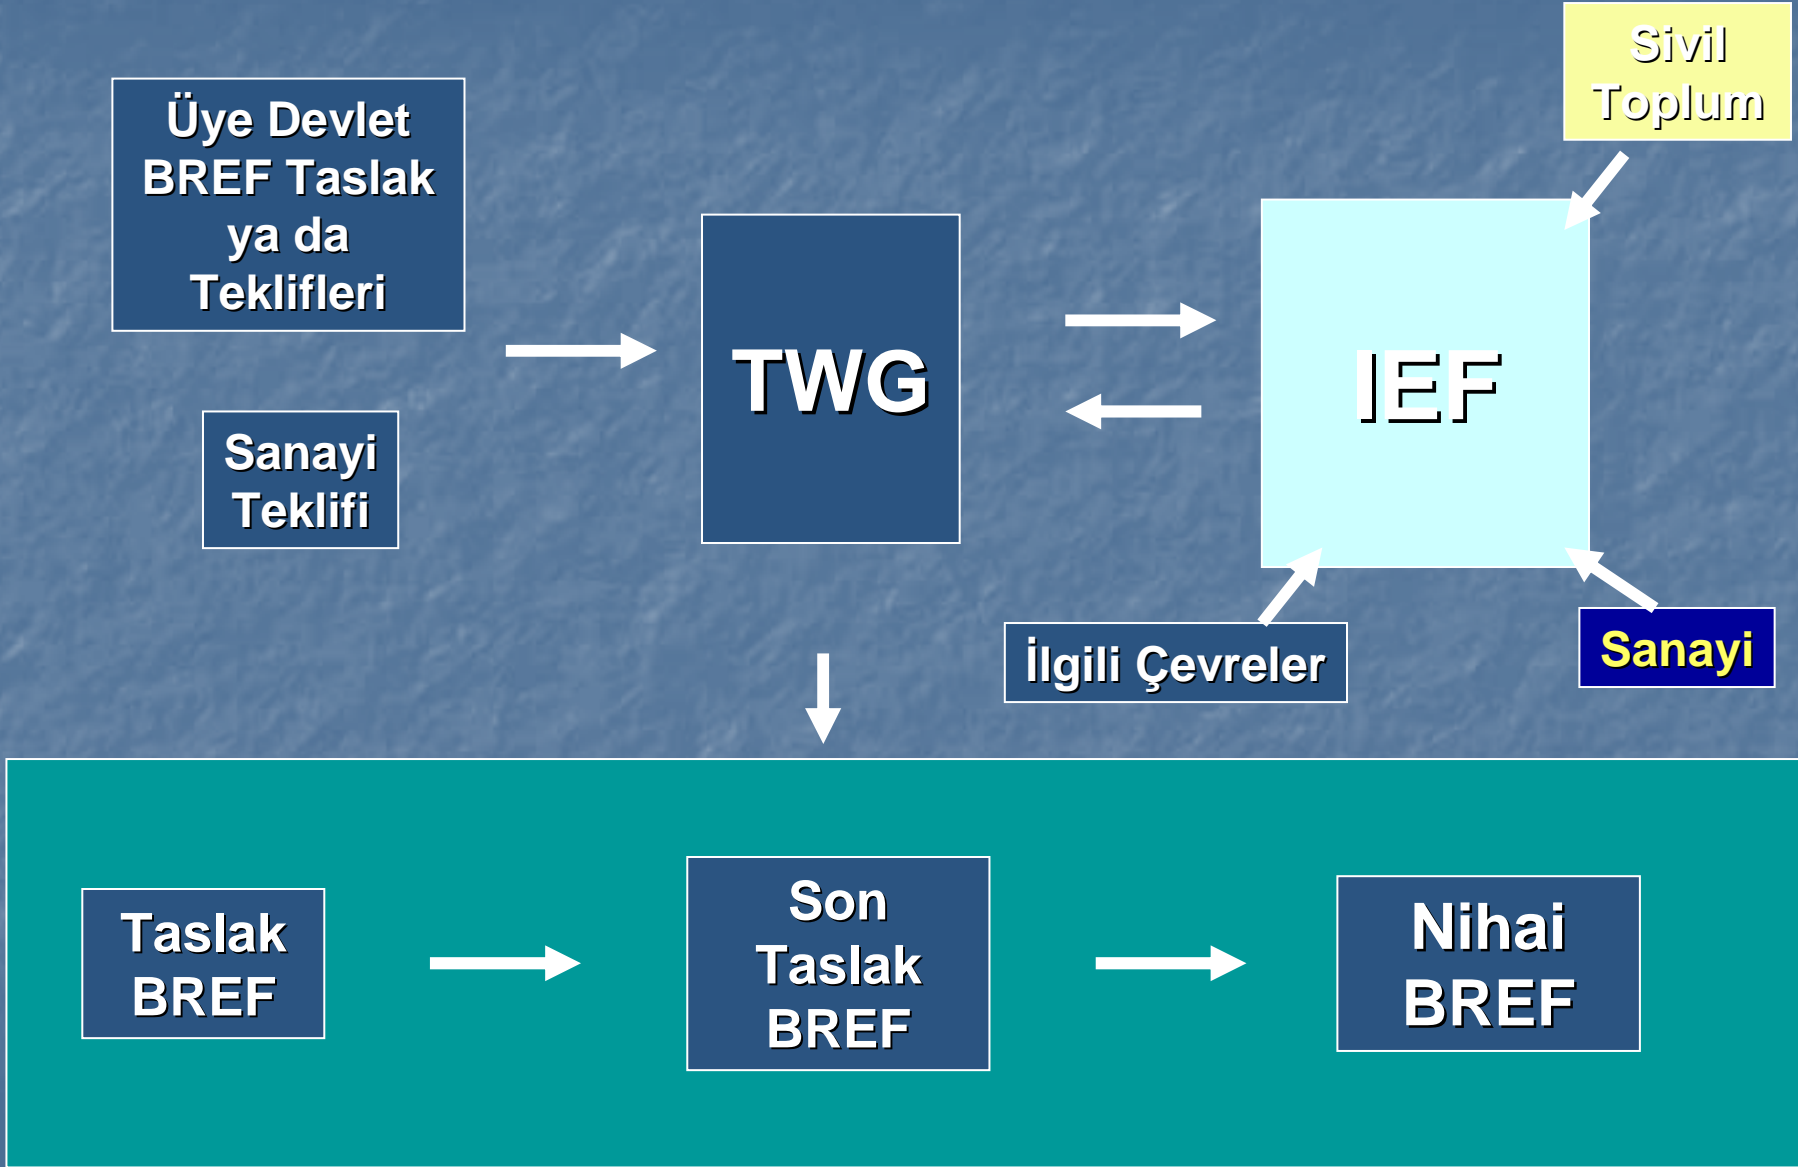 Sivil
Toplum
Üye Devlet
BREF Taslak
ya da
Teklifleri
TWG
IEF
Sanayi
Teklifi
İlgili Çevreler
Sanayi
Taslak
BREF
Son
Taslak
BREF
Nihai
BREF